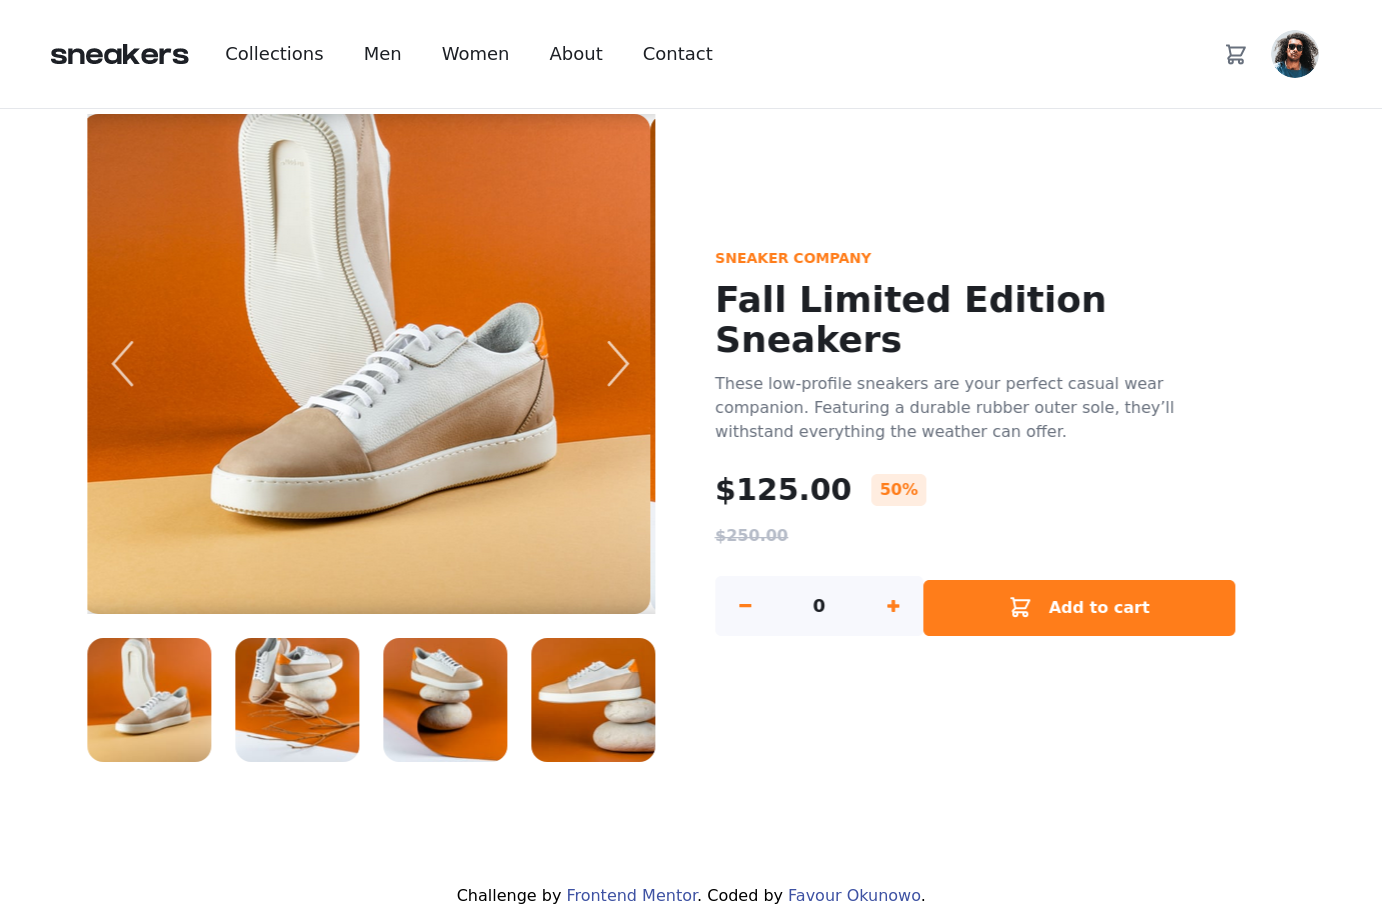 sneakers Collections Men Women About Contact
SNEAKER COMPANY
Fall Limited Edition
Sneakers
These low-profile sneakers are your perfect casual wear
companion. Featuring a durable rubber outer sole, they’ll
withstand everything the weather can offer.
$125.00 50%
$250.00
0 Add to cart
Challenge by Frontend Mentor. Coded by Favour Okunowo.